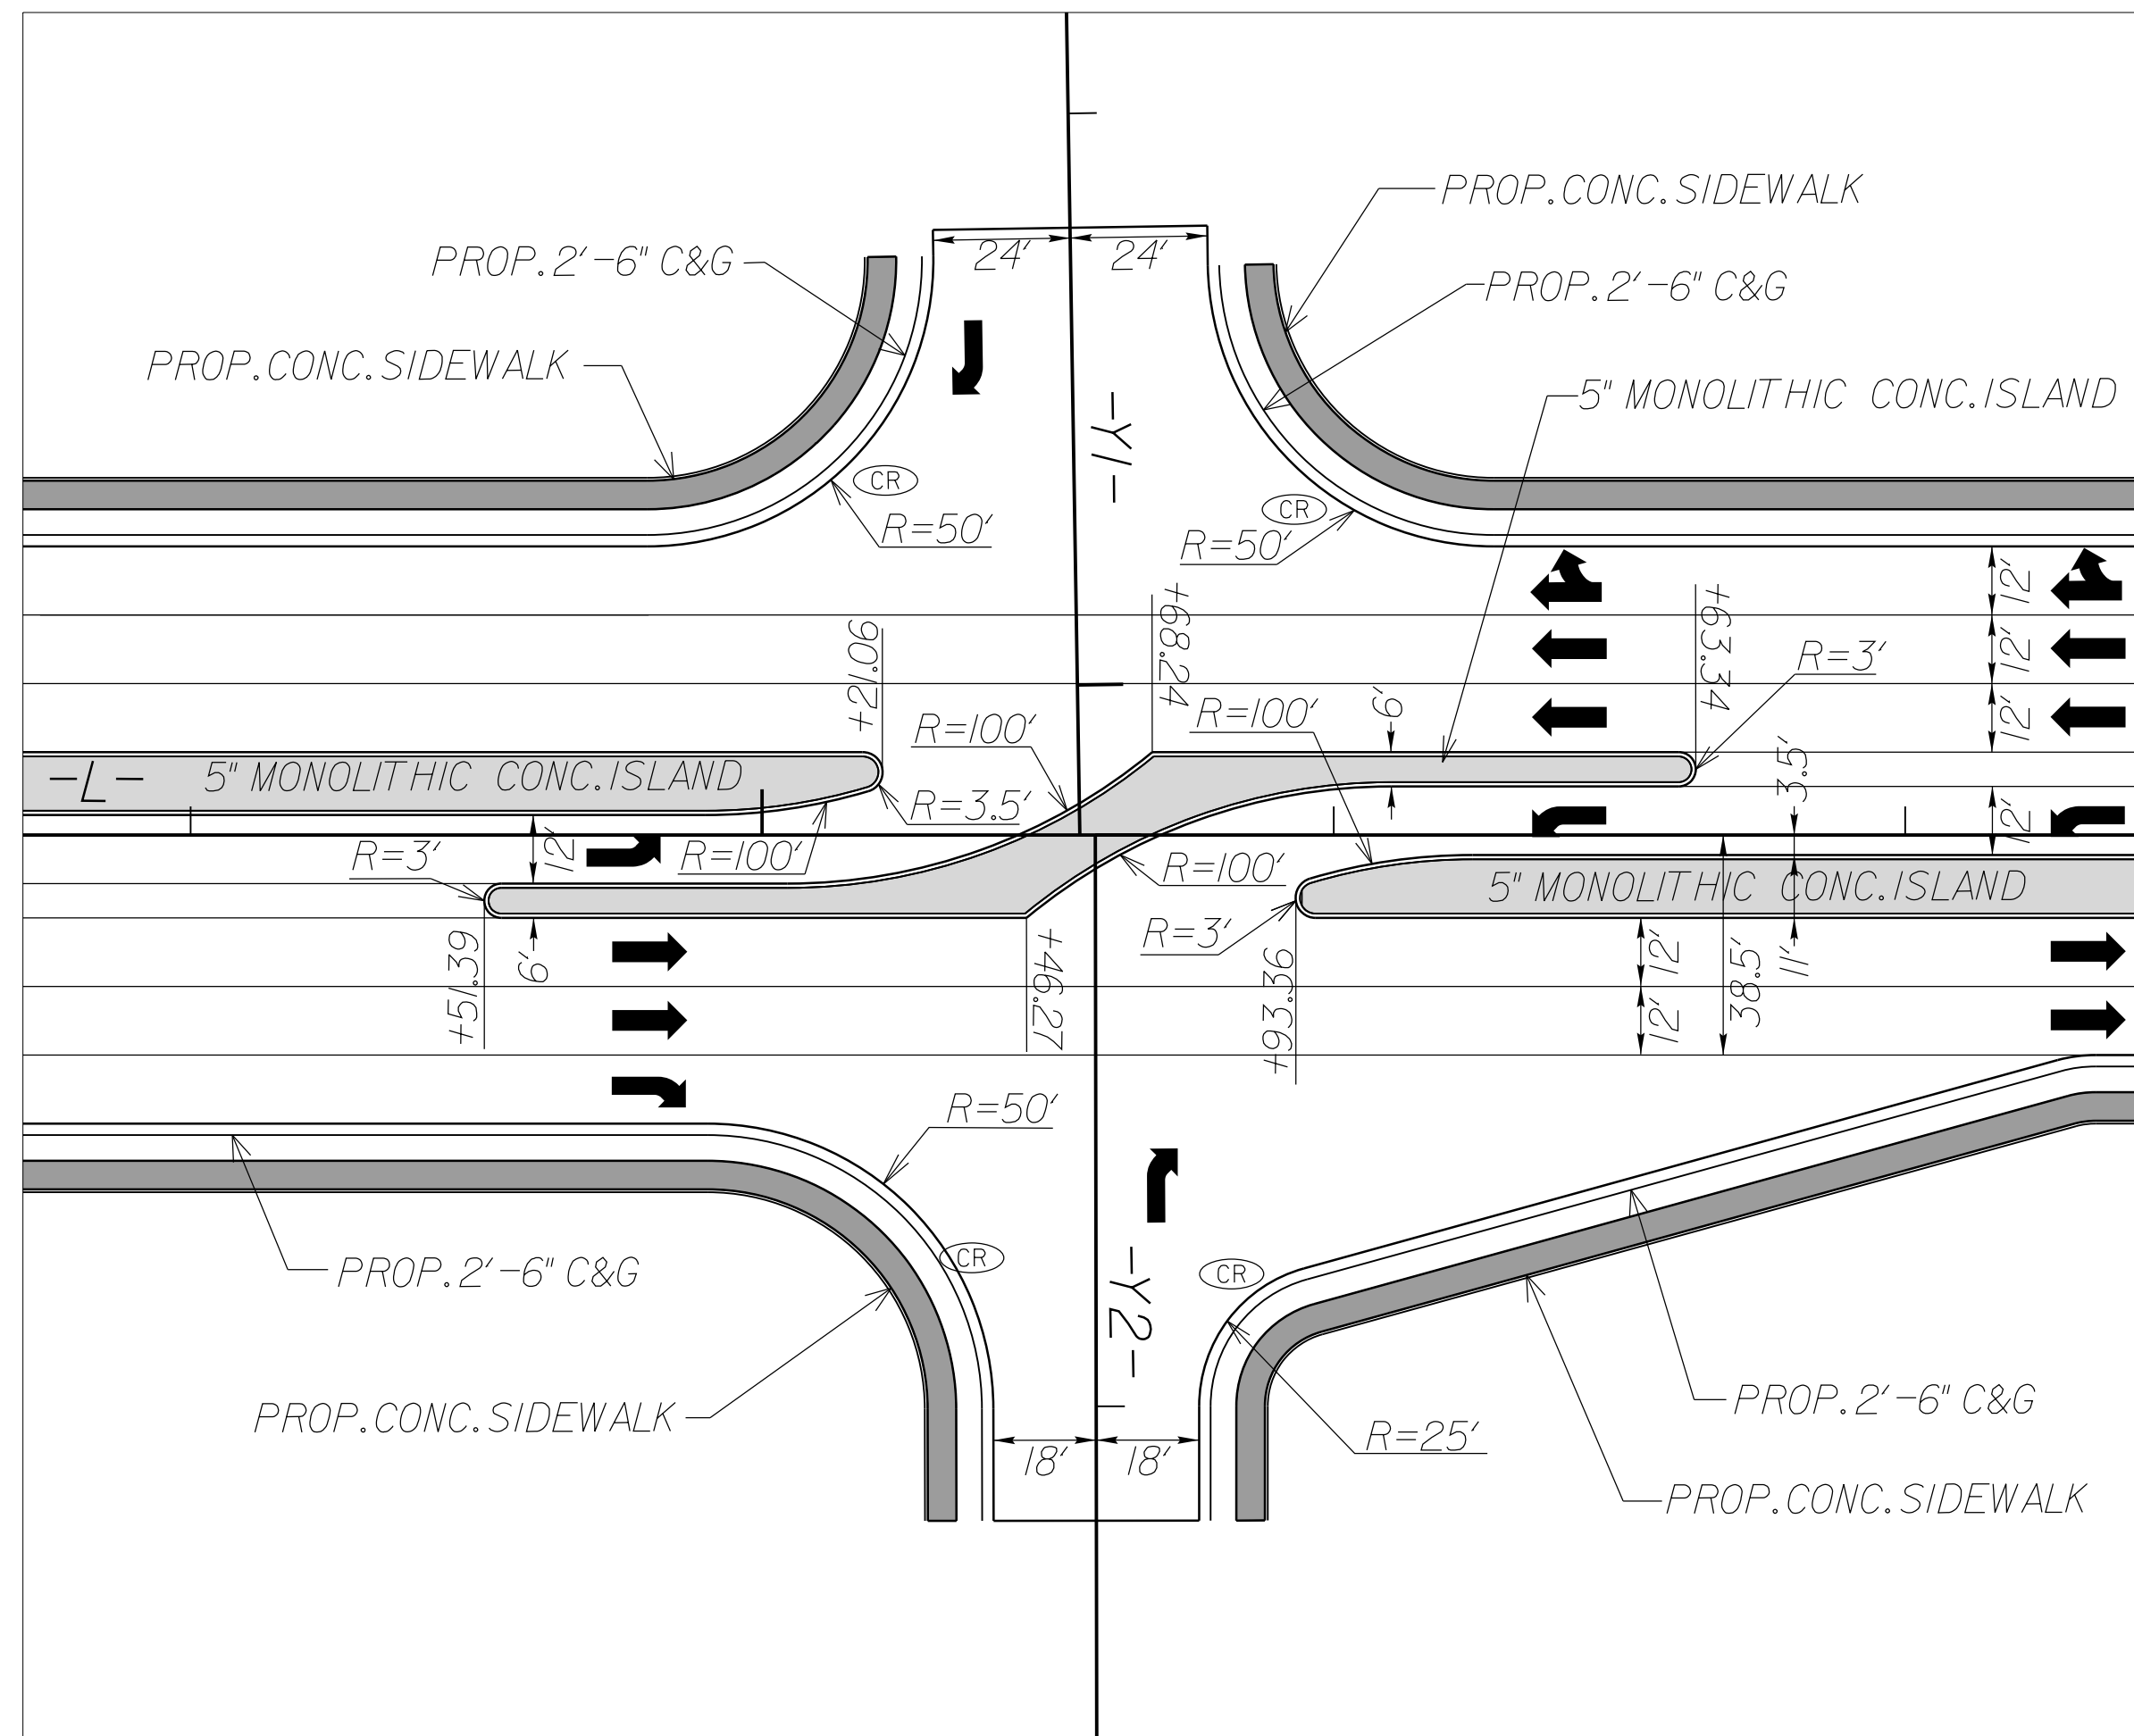 PROP. CONC. SIDEWALK
PROP. 2'-6" C&G
24'
24'
PROP. 2'-6" C&G
PROP. CONC. SIDEWALK
5" MONOLITHIC CONC. ISLAND
-Y1-
CR
R=50'
CR
R=50'
12'
12'
12'
+21.06
+68.24
+63.34
R=3'
R=100'
R=100'
6'
3.5'
-L-
5" MONOLITHIC CONC. ISLAND
R=3.5'
12'
R=3'
12'
R=100'
R=100'
5" MONOLITHIC CONC. ISLAND
R=3'
+51.39
6'
+46.27
+93.36
12'
12'
38.5'
11'
R=50'
PROP. 2'-6" C&G
CR
CR
-Y2-
PROP. CONC. SIDEWALK
18'
18'
R=25'
PROP. 2'-6" C&G
PROP. CONC. SIDEWALK